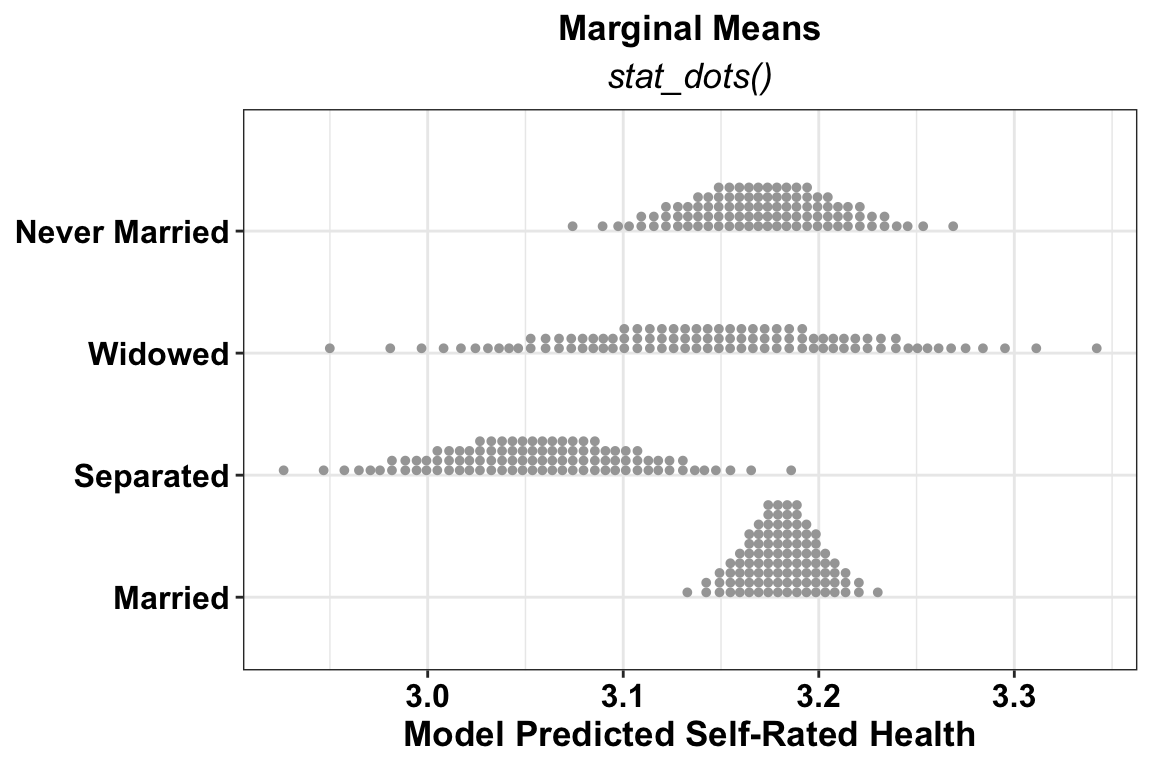 Marginal Means
stat_dots()
Never Married
Widowed
Separated
Married
3.0 3.1 3.2 3.3
Model Predicted Self-Rated Health